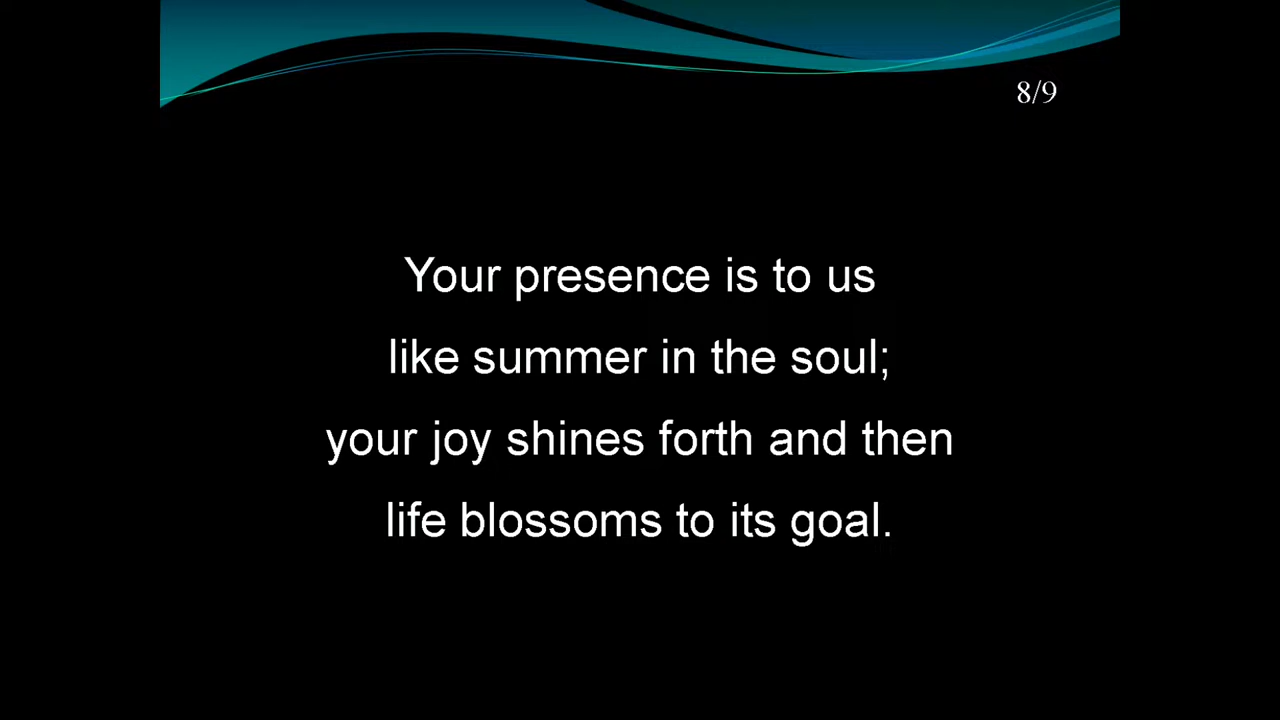 8/9
Your presence is to us
like summer in the soul;
your joy shines forth and then
life blossoms to its goal.